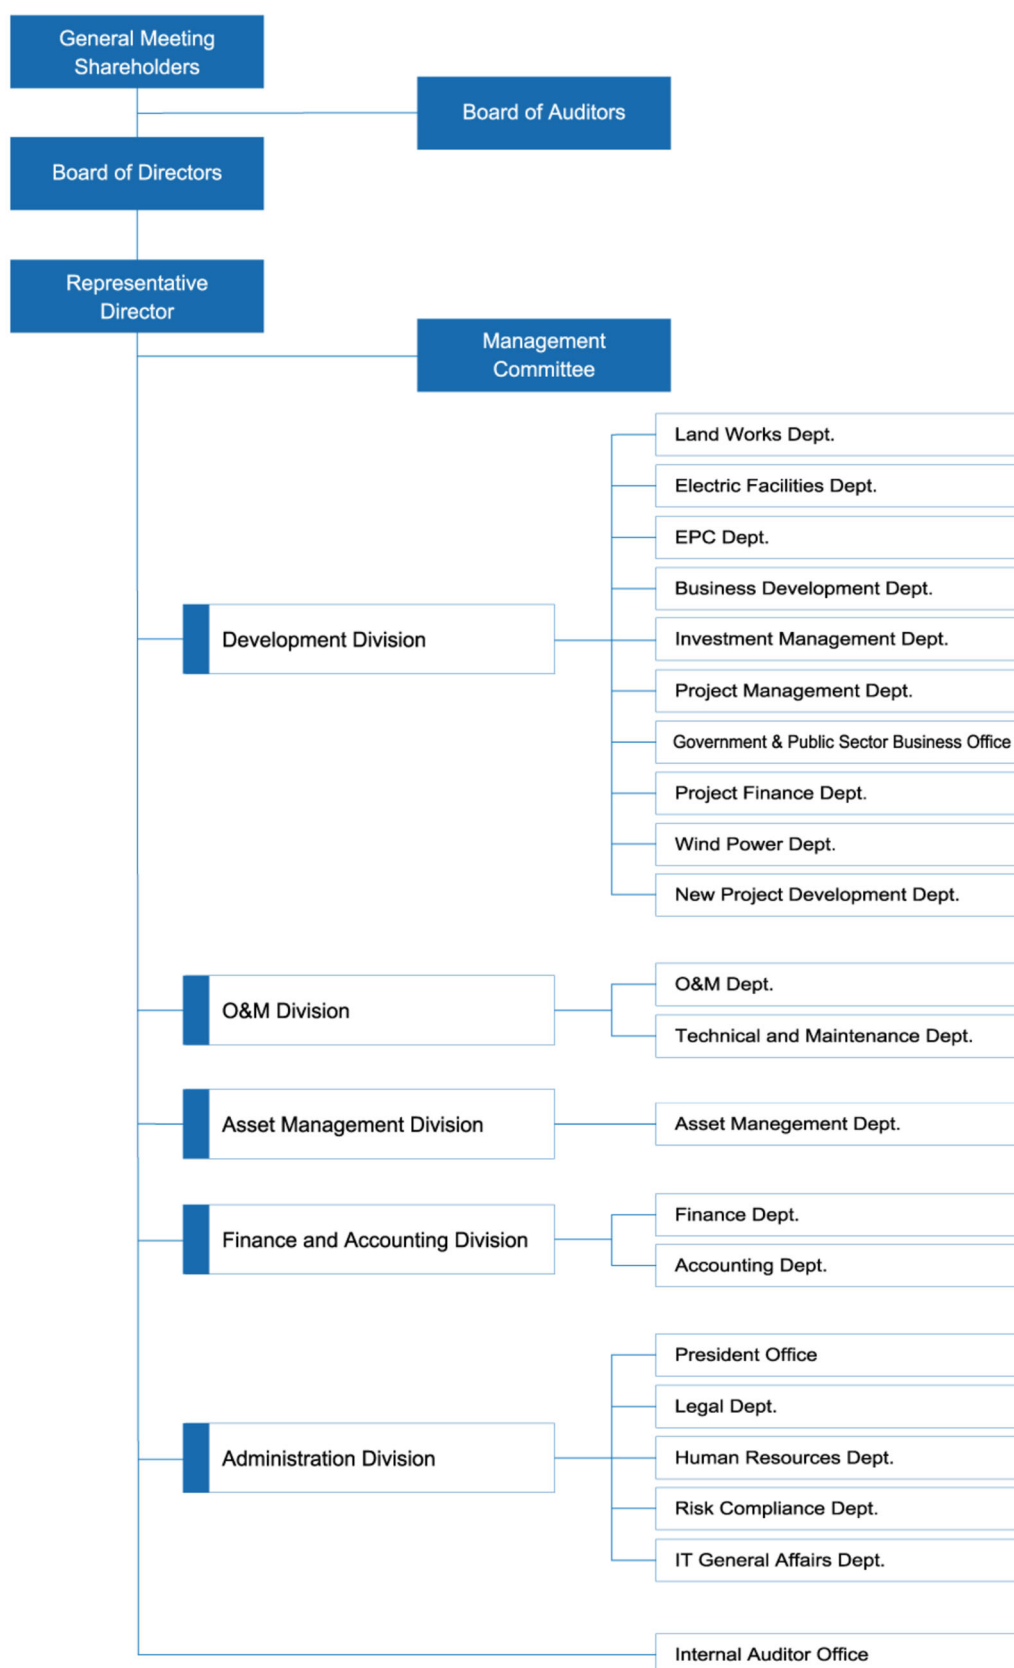 General Meeting
Shareholders
Board of Auditors
Board of Directors
Representative
Director
Management
Committee
Development Division
Land Works Dept.
Electric Facilities Dept.
EPC Dept.
Business Development Dept.
Investment Management Dept.
Project Management Dept.
Government & Public Sector Business Office
Project Finance Dept.
Wind Power Dept.
New Project Development Dept.
O&M Division
O&M Dept.
Technical and Maintenance Dept.
Asset Management Division
Asset Manegement Dept.
Finance and Accounting Division
Finance Dept.
Accounting Dept.
Administration Division
President Office
Legal Dept.
Human Resources Dept.
Risk Compliance Dept.
IT General Affairs Dept.
Internal Auditor Office